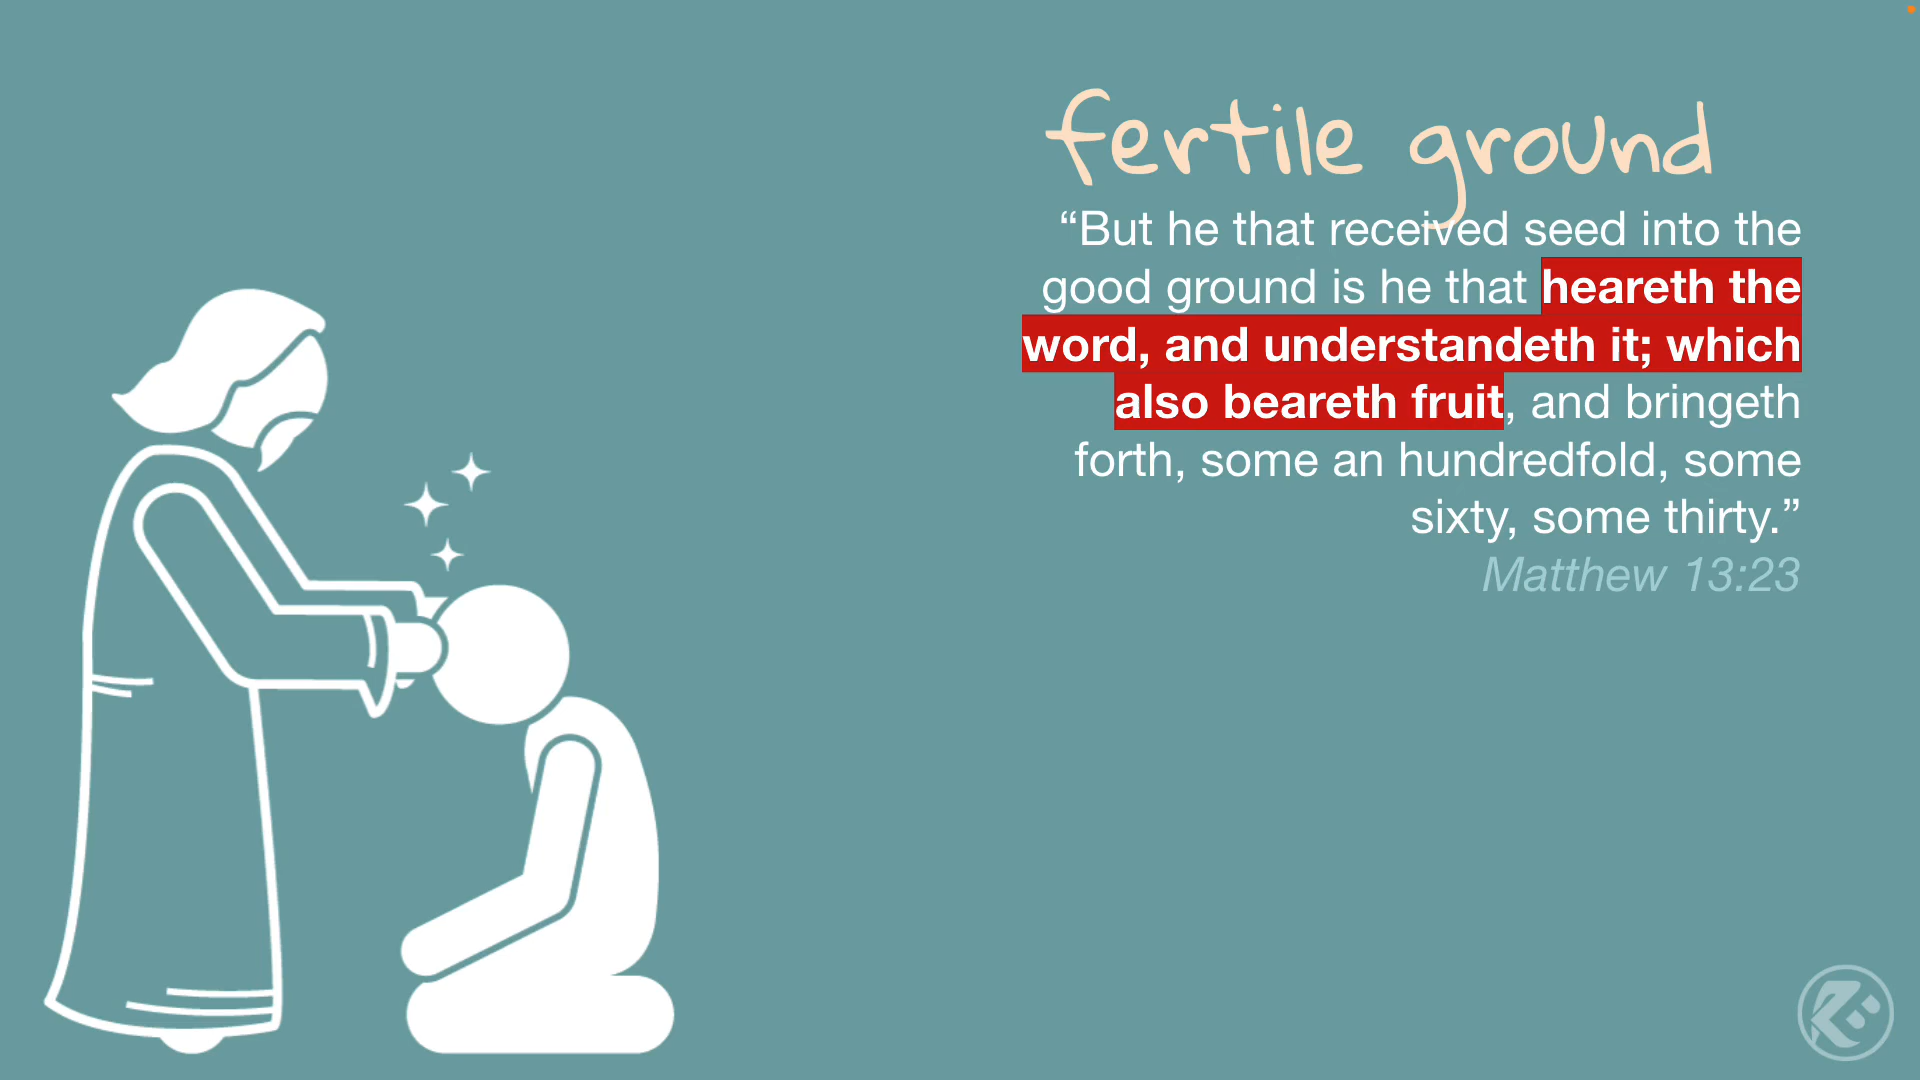 fertile ground
“But he that received seed into the
good ground is he that heareth the
word, and understandeth it; which
also beareth fruit, and bringeth
forth, some an hundredfold, some
sixty, some thirty.”
Matthew 13:23